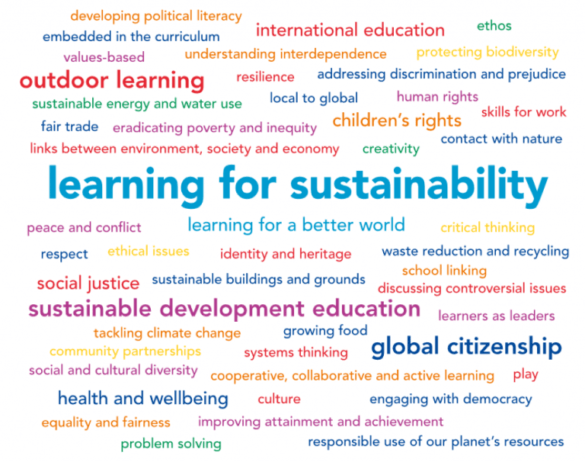 developing political literacy
international education
ethos
embedded in the curriculum
values-based
understanding interdependence
protecting biodiversity
outdoor learning
resilience
addressing discrimination and prejudice
sustainable energy and water use
local to global
human rights
skills for work
fair trade
eradicating poverty and inequity
children's rights
contact with nature
links between environment, society and economy
creativity
learning for sustainability
peace and conflict
learning for a better world
critical thinking
respect
ethical issues
identity and heritage
waste reduction and recycling
school linking
social justice
sustainable buildings and grounds
discussing controversial issues
sustainable development education
learners as leaders
tackling climate change
growing food
community partnerships
systems thinking
global citizenship
social and cultural diversity
cooperative, collaborative and active learning
play
health and wellbeing
culture
engaging with democracy
equality and fairness
improving attainment and achievement
problem solving
responsible use of our planet's resources